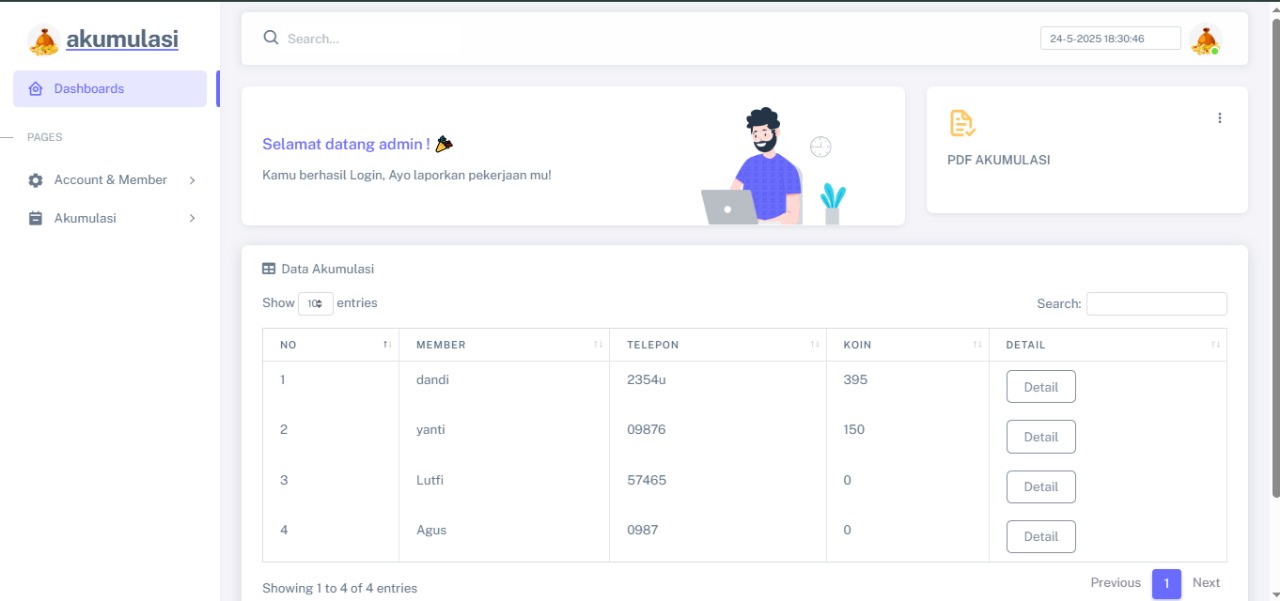 akumulasi
Search...
24-5-2025 18:30:46
Dashboards
PAGES
Account & Member
Akumulasi
Selamat datang admin !
Kamu berhasil Login, Ayo laporkan pekerjaan mu!
PDF AKUMULASI
Data Akumulasi
Show 10 entries
Search:
NO MEMBER TELEPON KOIN DETAIL
1 dandi 2354u 395 Detail
2 yanti 09876 150 Detail
3 Lutfi 57465 0 Detail
4 Agus 0987 0 Detail
Showing 1 to 4 of 4 entries
Previous 1 Next